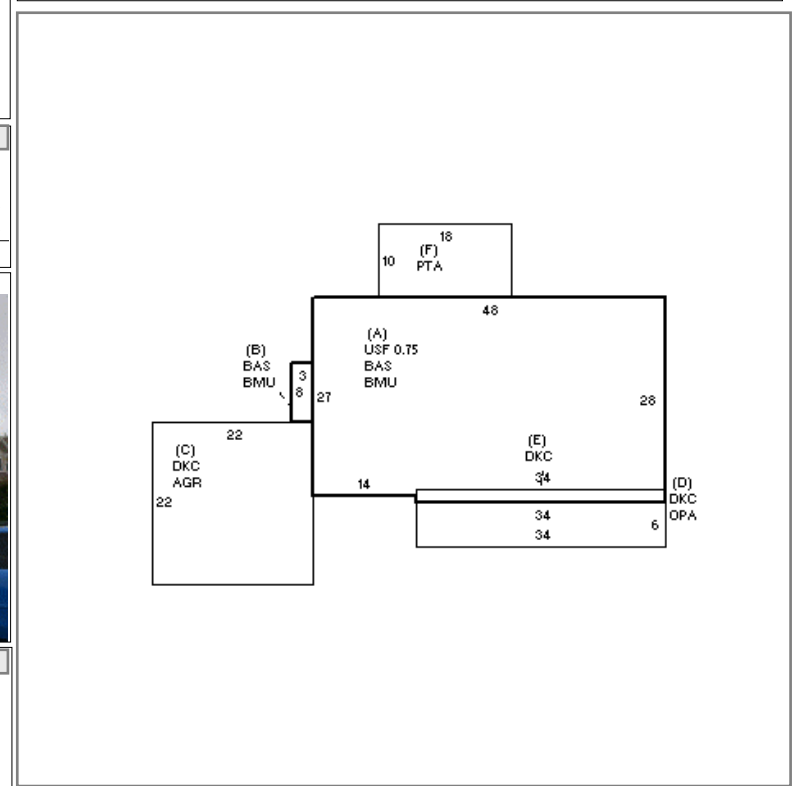 18
(F)
10
PTA
48
(A)
USF 0.75
BAS
BMU
(B)
BAS
BMU
3
8
27
28
22
(C)
DKC
AGR
22
14
(E)
DKC
34
(D)
DKC
OPA
34
34
6